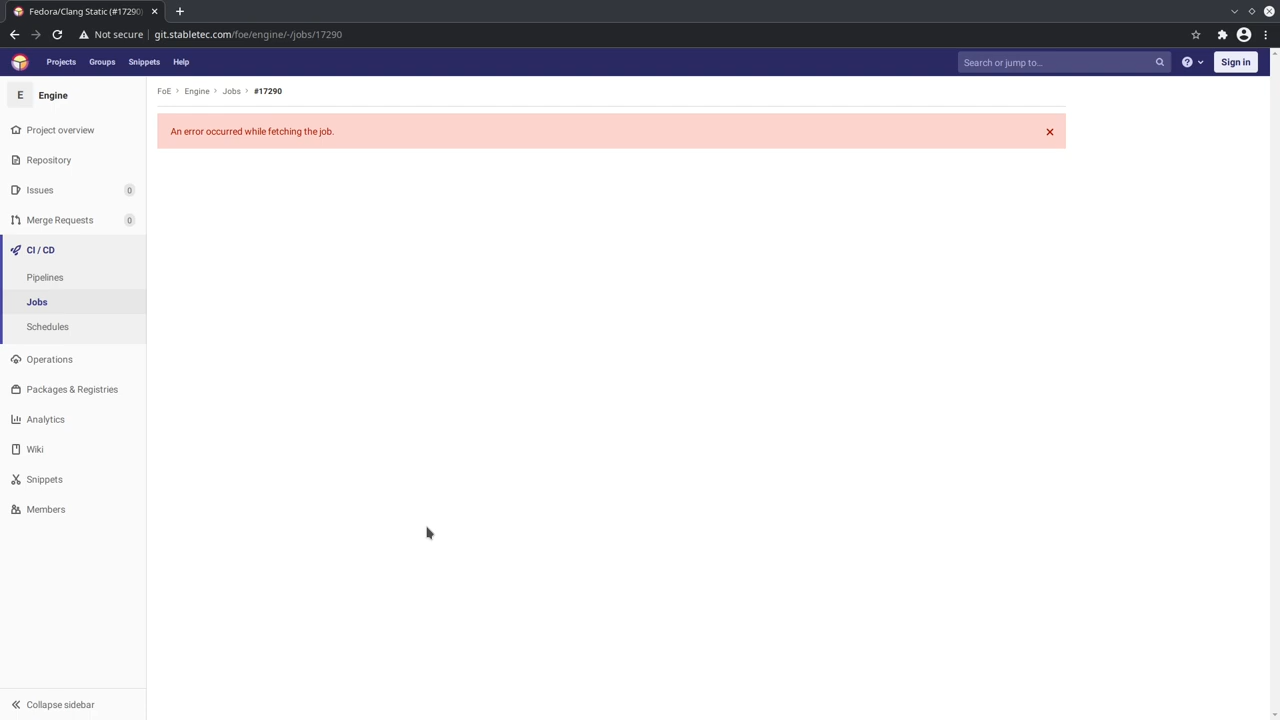 Fedora/Clang Static (#17290)
Not secure
git.stabletec.com/foe/engine/-/jobs/17290
Projects
Groups
Snippets
Help
Search or jump to...
Sign in
E
Engine
Project overview
Repository
Issues
0
Merge Requests
0
CI / CD
Pipelines
Jobs
Schedules
Operations
Packages & Registries
Analytics
Wiki
Snippets
Members
Collapse sidebar
FoE
Engine
Jobs
#17290
An error occurred while fetching the job.